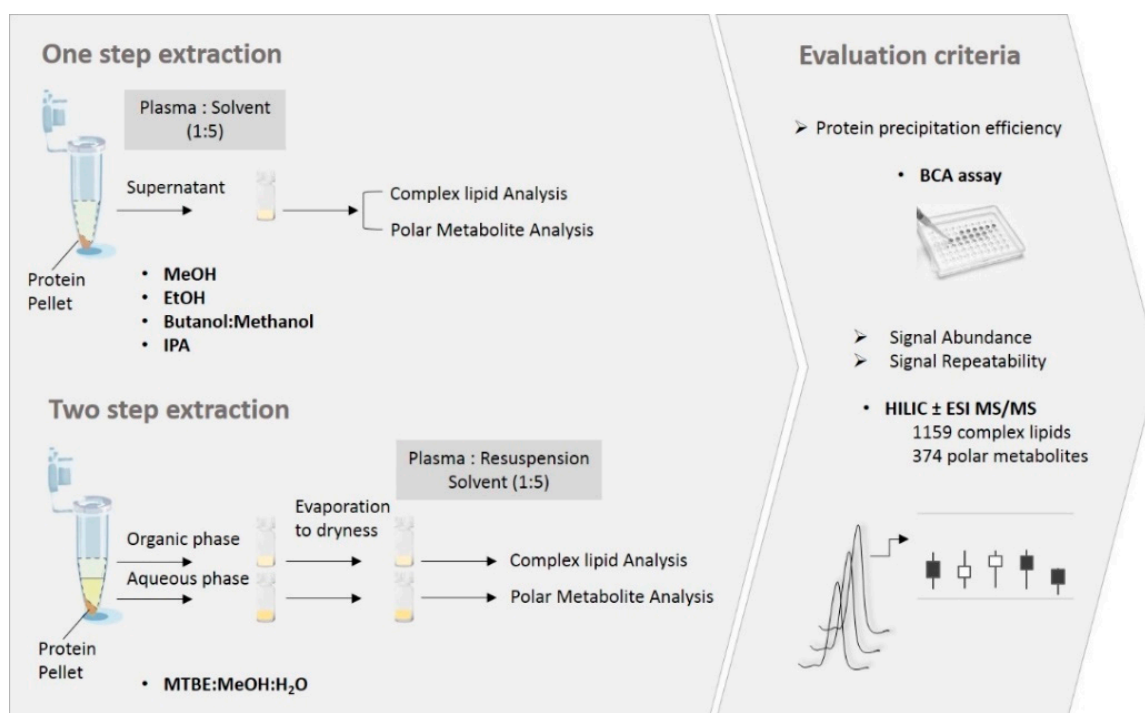 One step extraction
Plasma : Solvent
(1:5)
Supernatant
Complex lipid Analysis
Polar Metabolite Analysis
Protein
Pellet
• MeOH
• EtOH
• Butanol:Methanol
• IPA
Two step extraction
Plasma : Resuspension
Solvent (1:5)
Evaporation
to dryness
Organic phase
Aqueous phase
Complex lipid Analysis
Polar Metabolite Analysis
Protein
Pellet
• MTBE:MeOH:H₂O
Evaluation criteria
➢ Protein precipitation efficiency
• BCA assay
➢ Signal Abundance
➢ Signal Repeatability
• HILIC ± ESI MS/MS
1159 complex lipids
374 polar metabolites